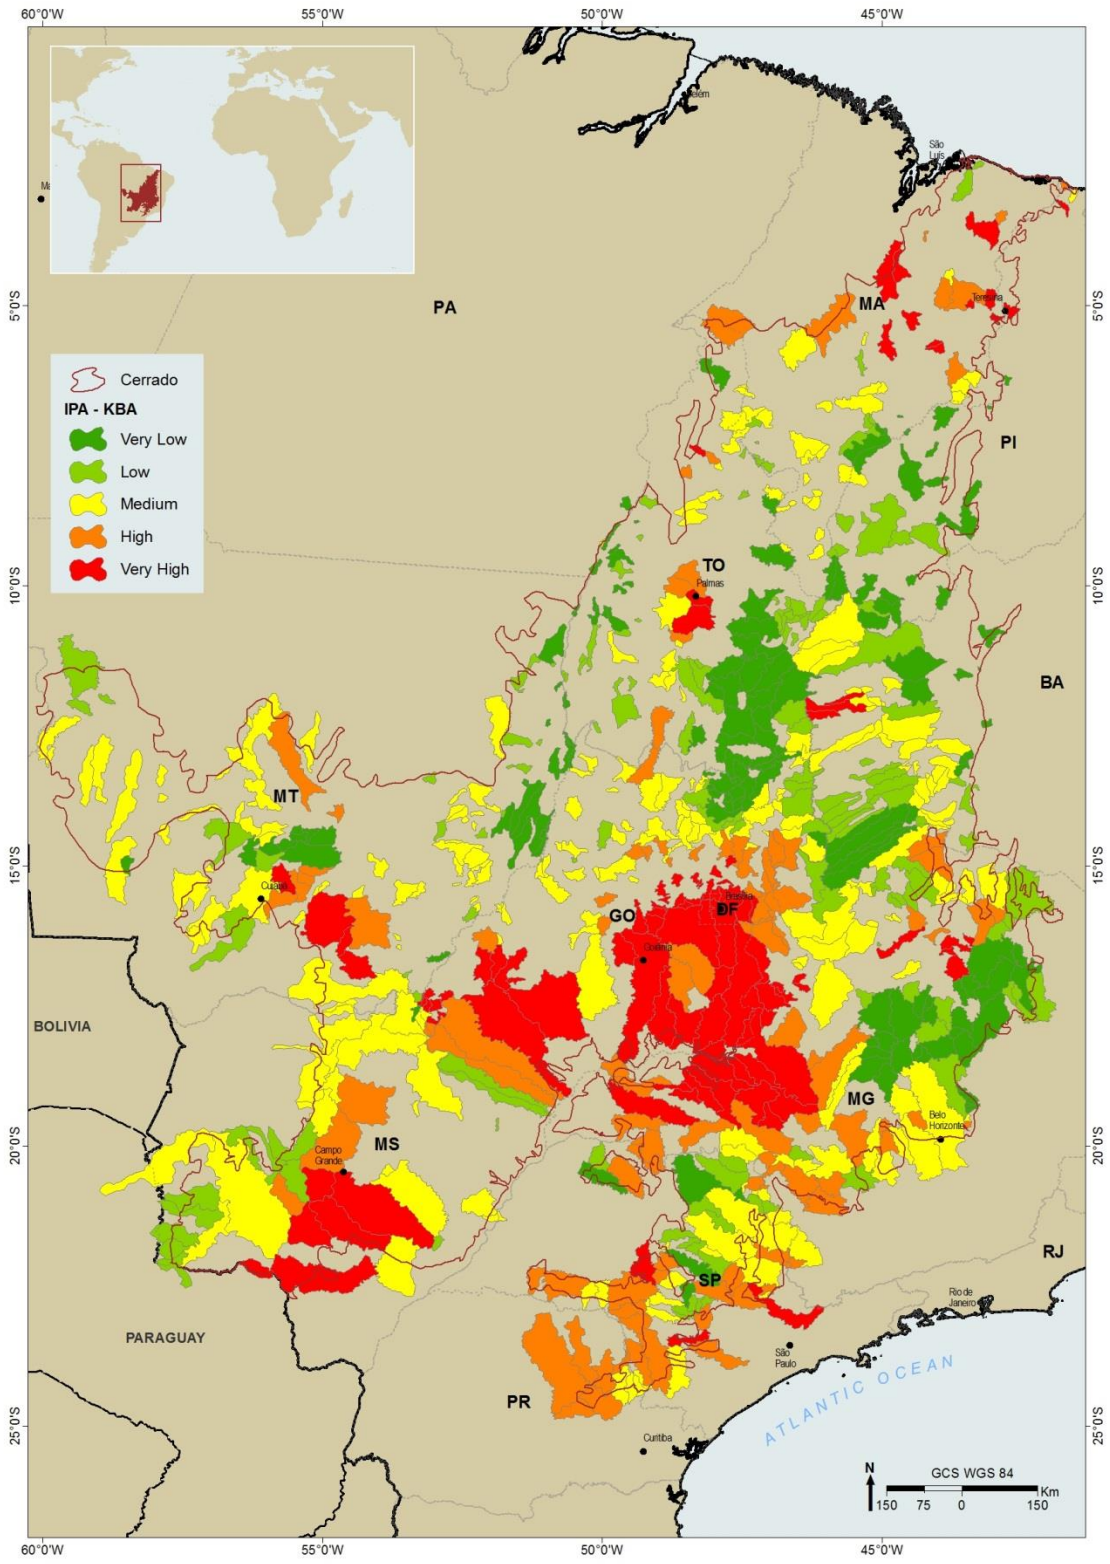 60°0'W
55°0'W
50°0'W
45°0'W
Belém
São
Luís
Ma
5°0'S
5°0'S
PA
MA
Teresina
Cerrado
IPA - KBA
Very Low
Low
Medium
High
Very High
PI
TO
Palmas
10°0'S
10°0'S
BA
MT
15°0'S
15°0'S
Cuiabá
Brasília
GO
DF
Goiânia
BOLIVIA
MG
Belo
Horizonte
MS
20°0'S
20°0'S
Campo
Grande
RJ
SP
Rio de
Janeiro
PARAGUAY
São
Paulo
ATLANTIC OCEAN
PR
25°0'S
25°0'S
Curitiba
N
GCS WGS 84
Km
150
75
0
150
60°0'W
55°0'W
50°0'W
45°0'W